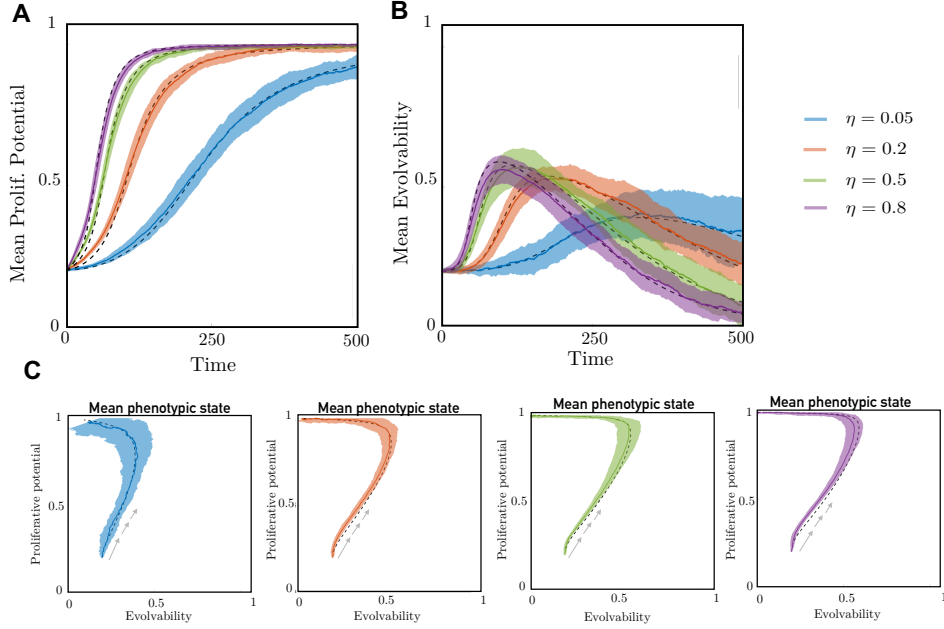 A
B
1
0.5
0
0
250
500
Mean Prolif. Potential
Time
1
0.5
0
0
250
500
Mean Evolvability
Time
η = 0.05
η = 0.2
η = 0.5
η = 0.8
C
Mean phenotypic state
1
0.5
0
0.5
1
Proliferative potential
Evolvability
Mean phenotypic state
1
0.5
0
0.5
1
Proliferative potential
Evolvability
Mean phenotypic state
1
0.5
0
0.5
1
Proliferative potential
Evolvability
Mean phenotypic state
1
0.5
0
0.5
1
Proliferative potential
Evolvability